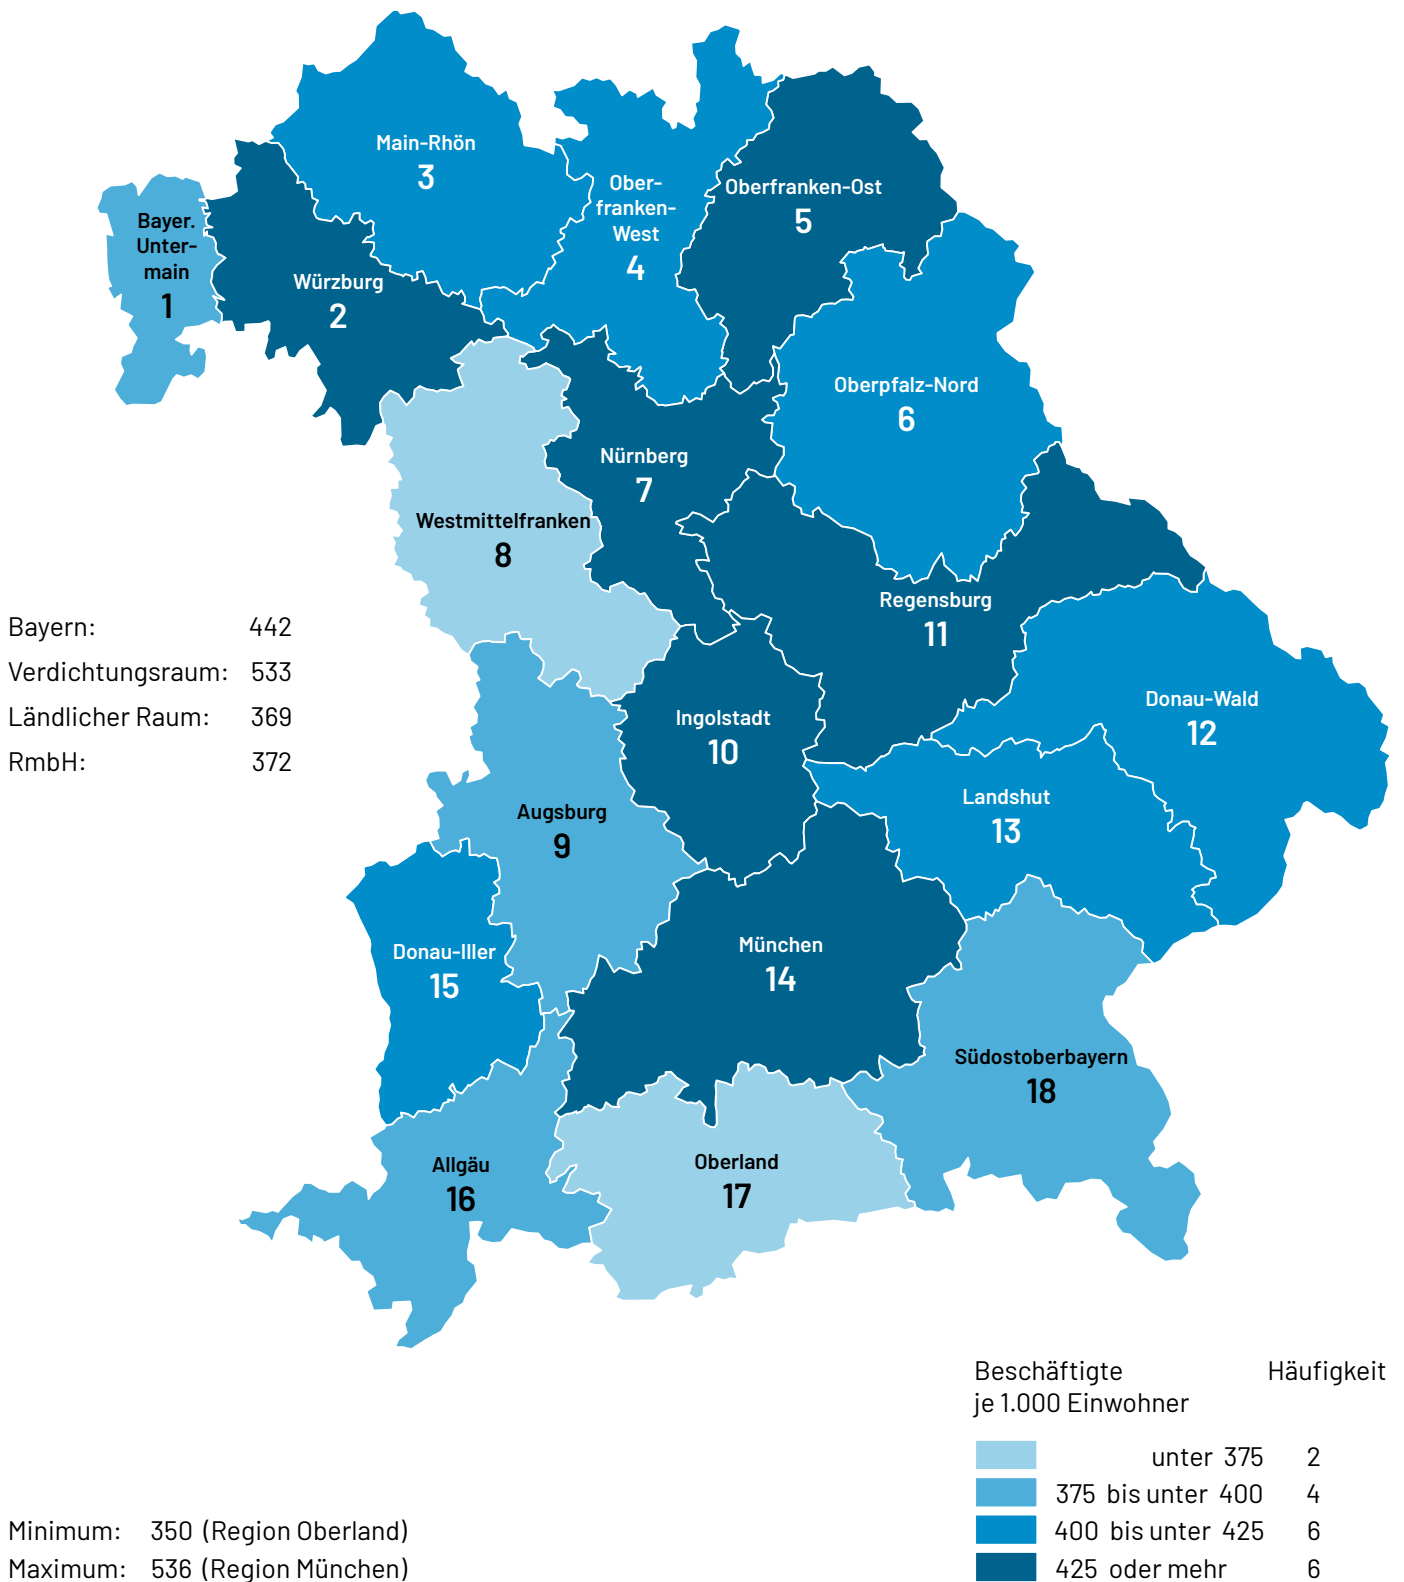 Main-Rhön
3
Ober-
franken-
West
4
Oberfranken-Ost
5
Bayer.
Unter-
main
1
Würzburg
2
Oberpfalz-Nord
6
Nürnberg
7
Westmittelfranken
8
Regensburg
11
Bayern: 442
Verdichtungsraum: 533
Ländlicher Raum: 369
RmbH: 372
Donau-Wald
12
Ingolstadt
10
Landshut
13
Augsburg
9
München
14
Donau-Iller
15
Südostoberbayern
18
Allgäu
16
Oberland
17
Beschäftigte Häufigkeit
je 1.000 Einwohner
unter 375 2
375 bis unter 400 4
400 bis unter 425 6
425 oder mehr 6
Minimum: 350 (Region Oberland)
Maximum: 536 (Region München)